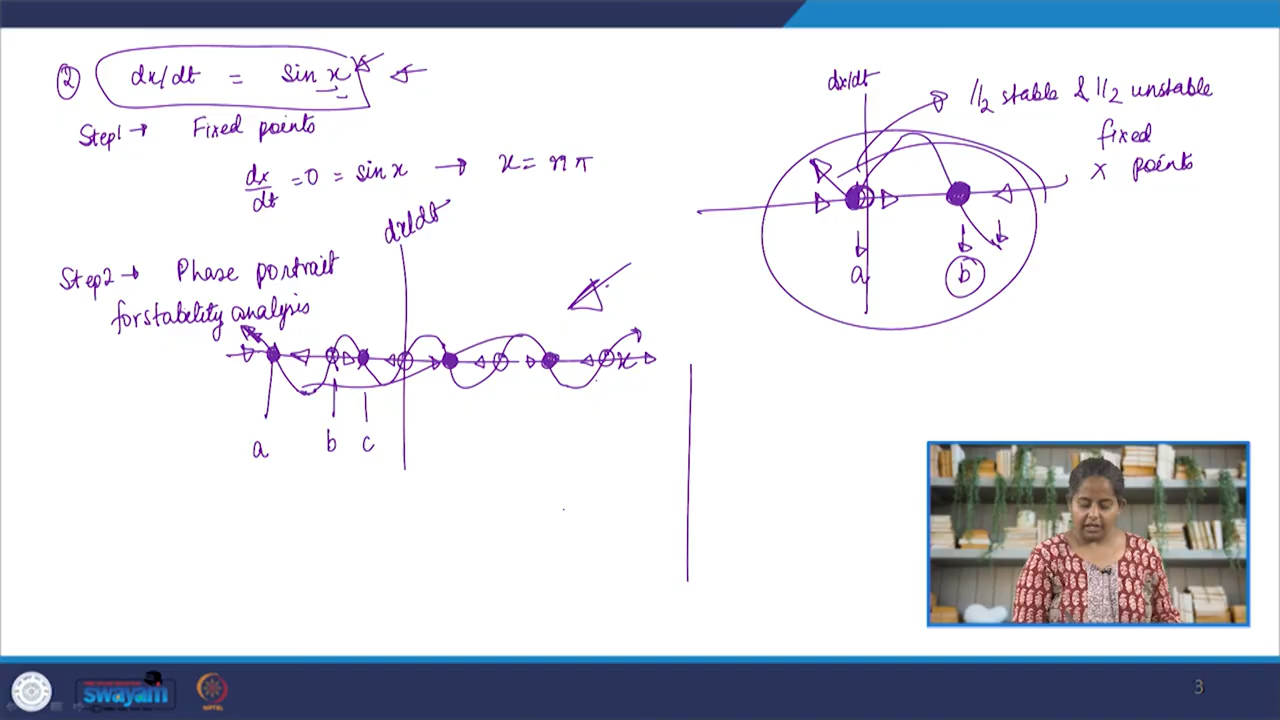 ② dx/dt = sin x
Step1 → Fixed points
dx/dt = 0 = sin x → x = nπ
Step2 → Phase portrait
for stability analysis
dx/dt
x
a b c
dx/dt
1/2 stable & 1/2 unstable
fixed
x points
a b
swayam
NPTEL
3